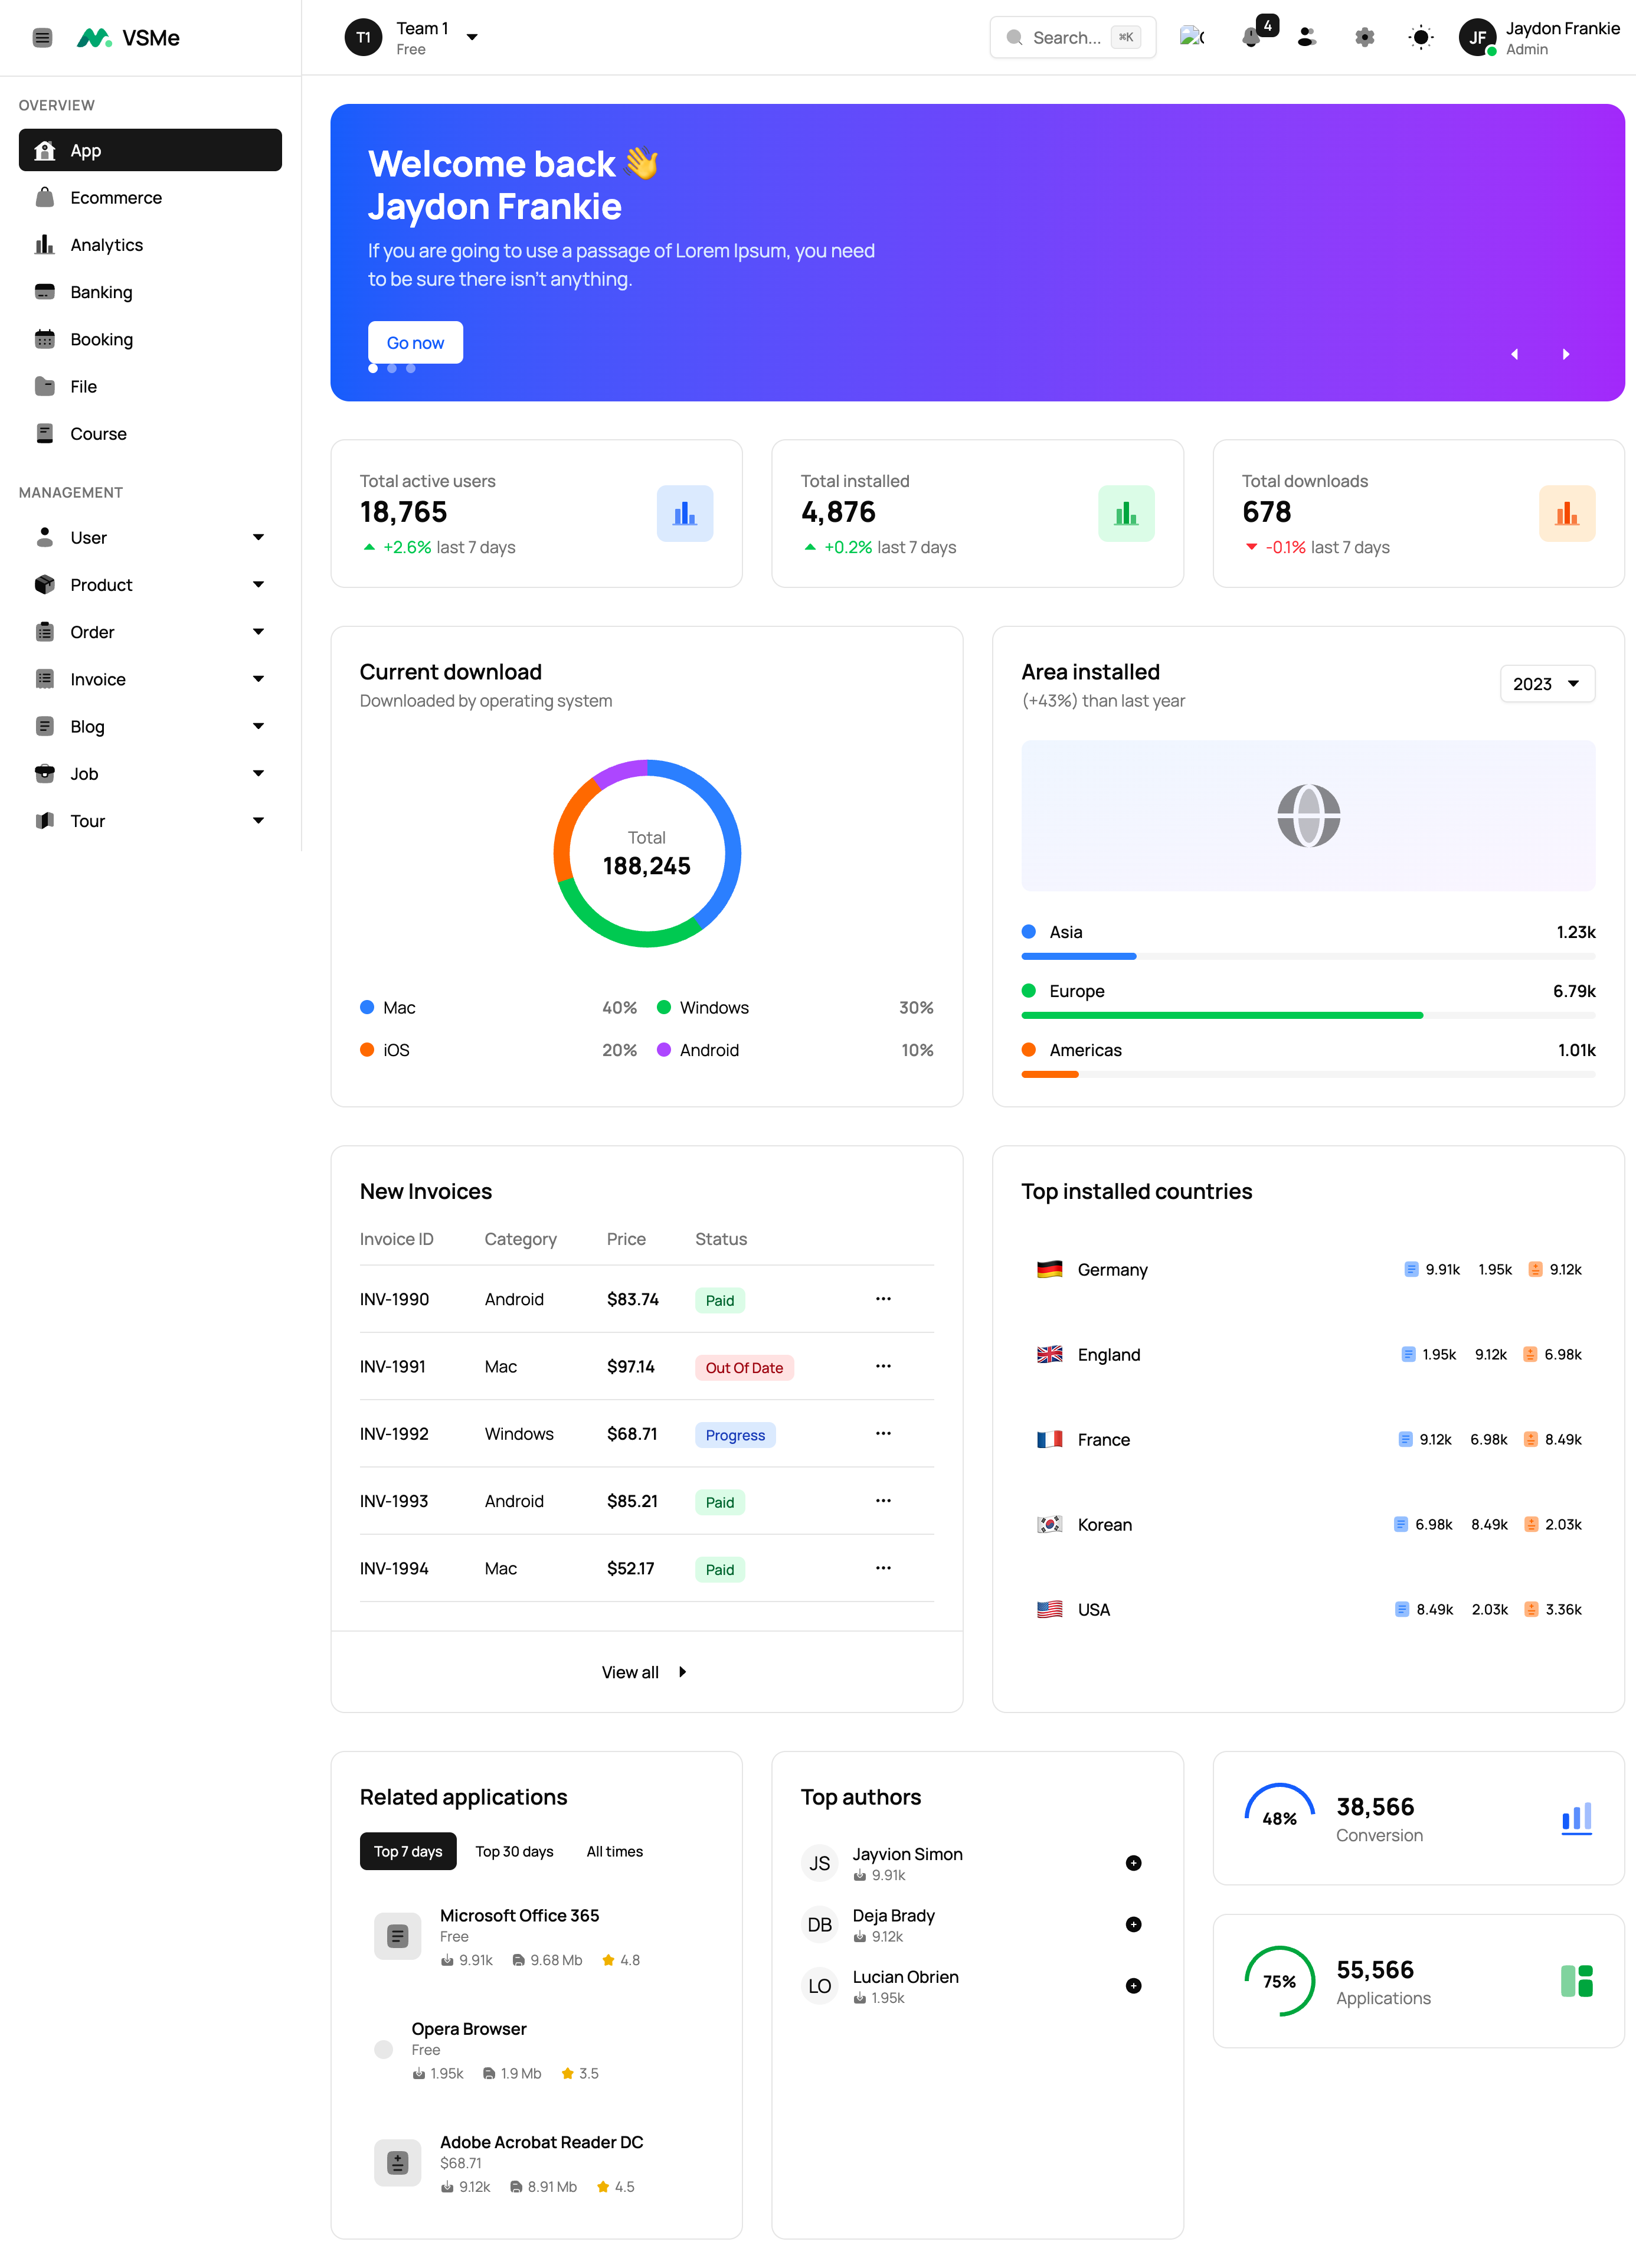 VSMe
T1
Team 1
Free
Search...
⌘K
4
JF
Jaydon Frankie
Admin
OVERVIEW
App
Ecommerce
Analytics
Banking
Booking
File
Course
MANAGEMENT
User
Product
Order
Invoice
Blog
Job
Tour
Welcome back 👋
Jaydon Frankie
If you are going to use a passage of Lorem Ipsum, you need
to be sure there isn't anything.
Go now
Total active users
18,765
+2.6% last 7 days
Total installed
4,876
+0.2% last 7 days
Total downloads
678
-0.1% last 7 days
Current download
Downloaded by operating system
Total
188,245
Mac 40%
Windows 30%
iOS 20%
Android 10%
Area installed
(+43%) than last year
2023
Asia 1.23k
Europe 6.79k
Americas 1.01k
New Invoices
Invoice ID Category Price Status
INV-1990 Android $83.74 Paid
INV-1991 Mac $97.14 Out Of Date
INV-1992 Windows $68.71 Progress
INV-1993 Android $85.21 Paid
INV-1994 Mac $52.17 Paid
View all
Top installed countries
Germany 9.91k 1.95k 9.12k
England 1.95k 9.12k 6.98k
France 9.12k 6.98k 8.49k
Korean 6.98k 8.49k 2.03k
USA 8.49k 2.03k 3.36k
Related applications
Top 7 days Top 30 days All times
Microsoft Office 365
Free
9.91k 9.68 Mb 4.8
Opera Browser
Free
1.95k 1.9 Mb 3.5
Adobe Acrobat Reader DC
$68.71
9.12k 8.91 Mb 4.5
Top authors
JS
Jayvion Simon
9.91k
DB
Deja Brady
9.12k
LO
Lucian Obrien
1.95k
48%
38,566
Conversion
75%
55,566
Applications